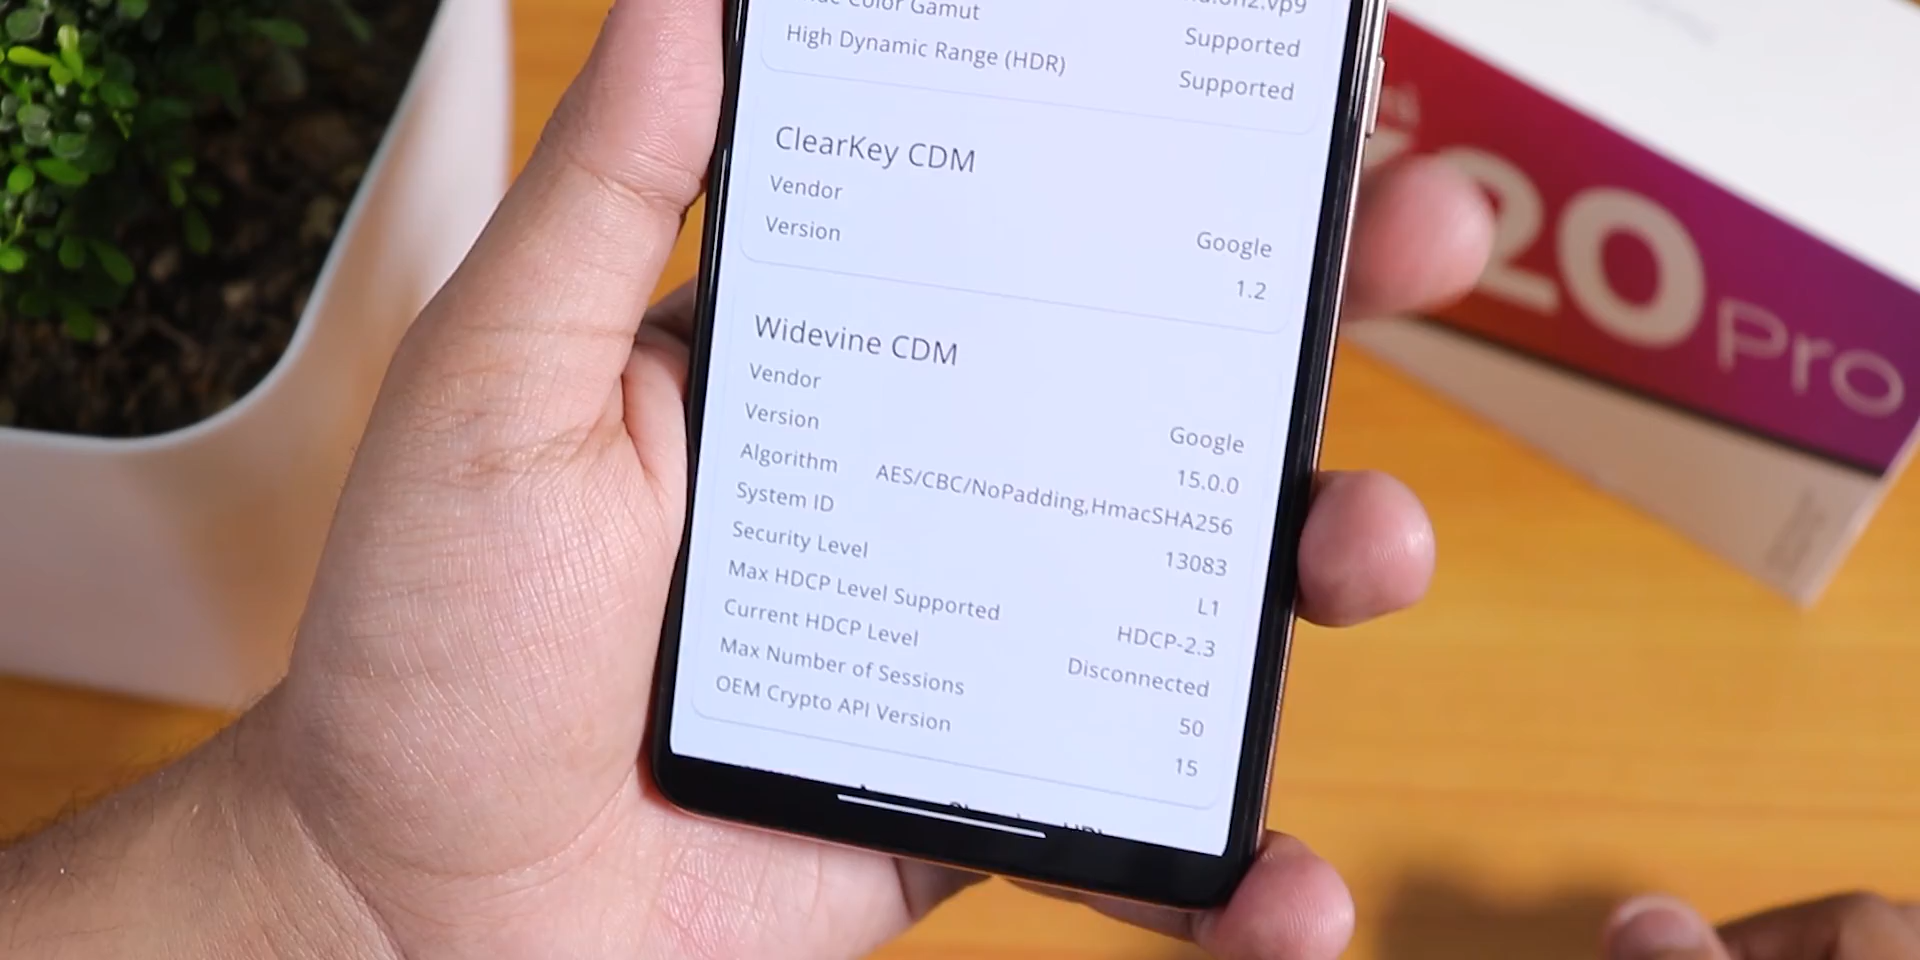 Color Gamut Supported
High Dynamic Range (HDR) Supported
ClearKey CDM
Vendor Google
Version 1.2
Widevine CDM
Vendor Google
Version 15.0.0
Algorithm AES/CBC/NoPadding,HmacSHA256
System ID 13083
Security Level L1
Max HDCP Level Supported HDCP-2.3
Current HDCP Level Disconnected
Max Number of Sessions 50
OEM Crypto API Version 15
20 Pro